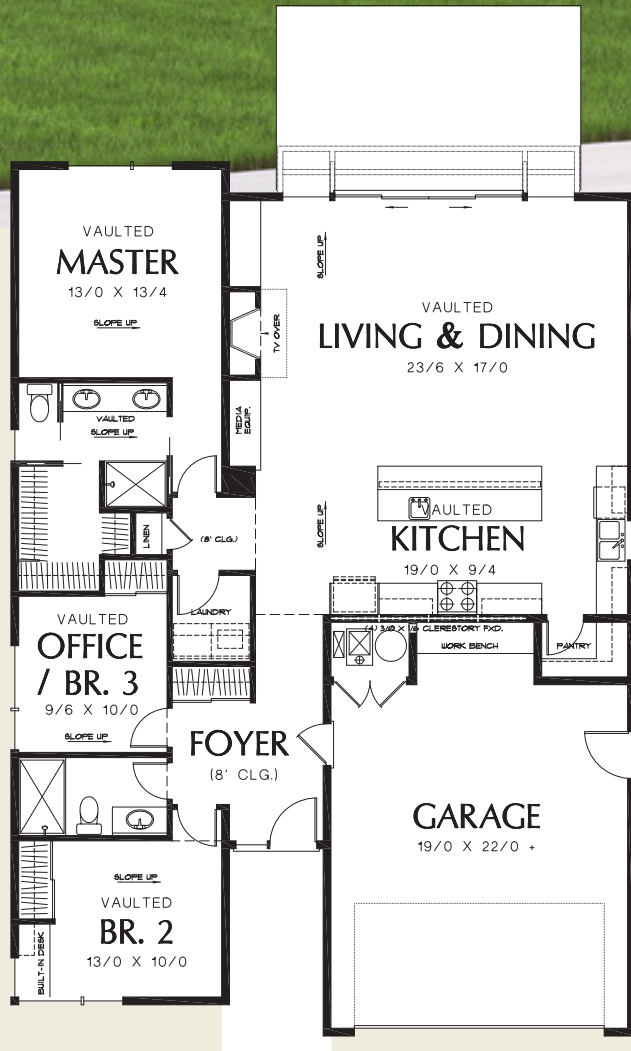 VAULTED
MASTER
13/0 X 13/4
SLOPE UP
SLOPE UP
TV OVER
VAULTED
LIVING & DINING
23/6 X 17/0
MEDIA
EQUIP.
VAULTED
SLOPE UP
LINEN
(8' CLG.)
SLOPE UP
VAULTED
KITCHEN
19/0 X 9/4
LAUNDRY
(4) 3/0 X 1/6 CLERESTORY FXD.
WORK BENCH
PANTRY
VAULTED
OFFICE
/ BR. 3
9/6 X 10/0
SLOPE UP
FOYER
(8' CLG.)
GARAGE
19/0 X 22/0 +
SLOPE UP
VAULTED
BR. 2
13/0 X 10/0
BUILT-IN DESK